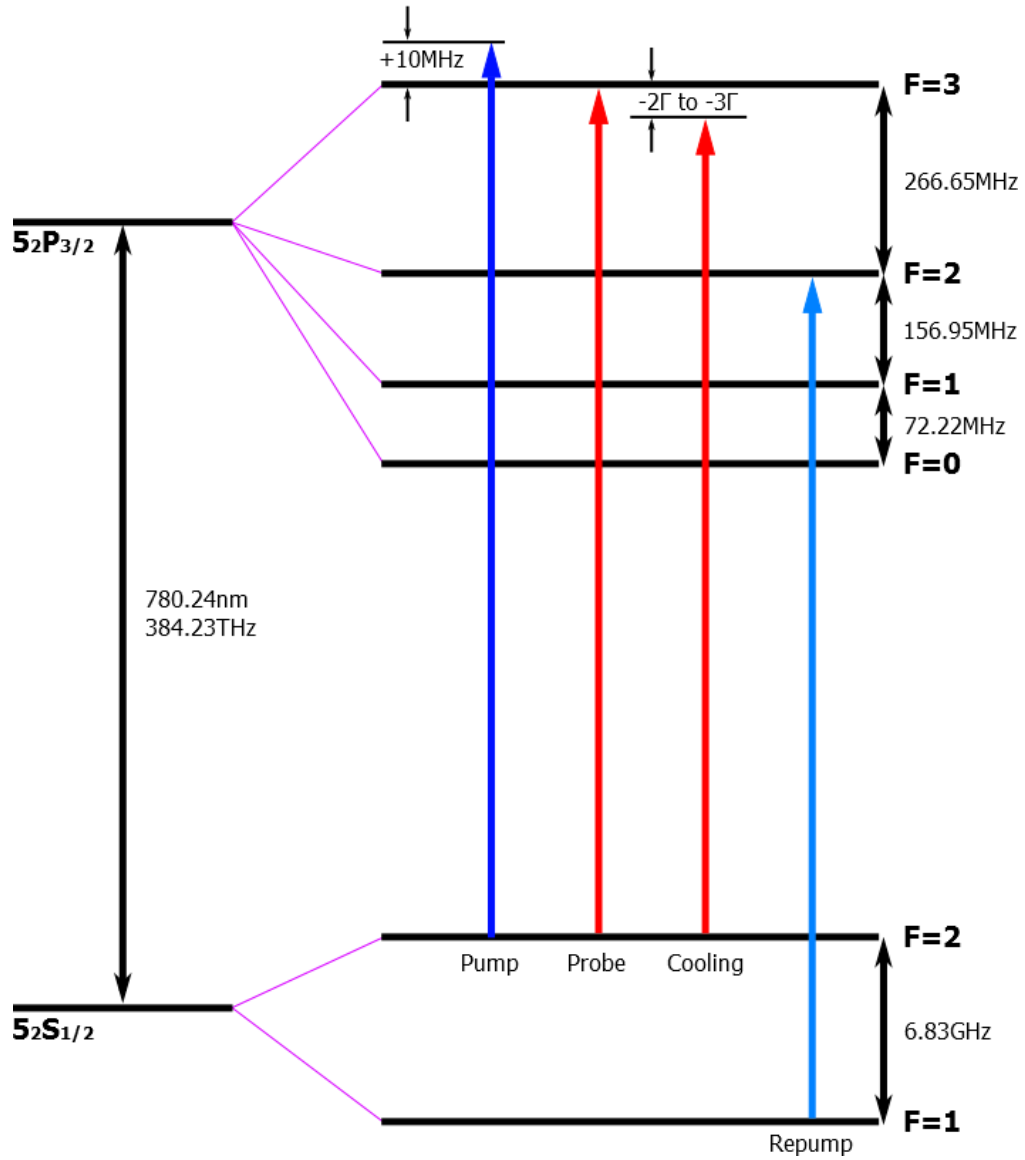 +10MHz
F=3
-2Γ to -3Γ
266.65MHz
5₂P₃/₂
F=2
156.95MHz
F=1
72.22MHz
F=0
780.24nm
384.23THz
F=2
Pump
Probe
Cooling
5₂S₁/₂
6.83GHz
F=1
Repump